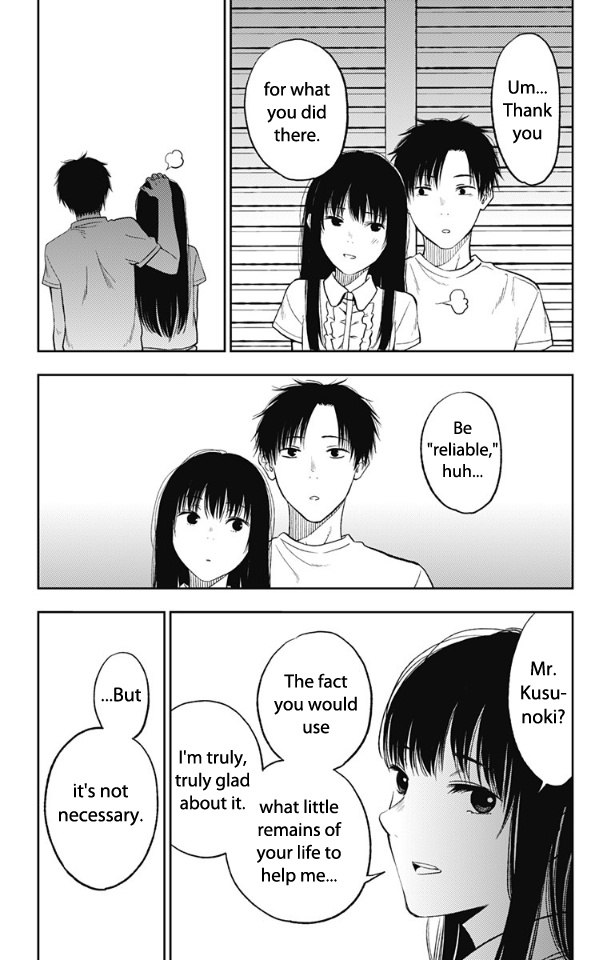 Um...
Thank
you
for what
you did
there.
Be
"reliable,"
huh...
Mr.
Kusu-
noki?
The fact
you would
use
what little
remains of
your life to
help me...
I'm truly,
truly glad
about it.
...But
it's not
necessary.